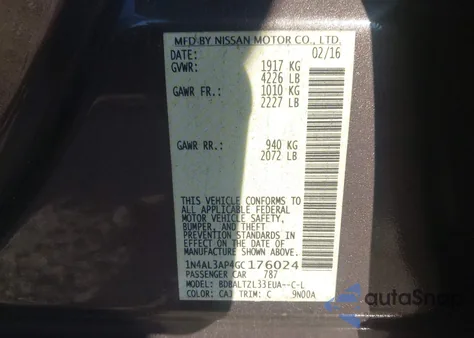 MFD BY NISSAN MOTOR CO., LTD.
DATE: 02/16
GVWR: 1917 KG
4226 LB
GAWR FR.: 1010 KG
2227 LB
GAWR RR.: 940 KG
2072 LB
THIS VEHICLE CONFORMS TO
ALL APPLICABLE FEDERAL
MOTOR VEHICLE SAFETY,
BUMPER, AND THEFT
PREVENTION STANDARDS
IN EFFECT ON THE DATE OF
MANUFACTURE SHOWN ABOVE.
1N4AL3AP4GC176024
PASSENGER CAR 787
MODEL: BDBALTZL33EUA--C-L
COLOR: CAJ TRIM: C 9N00A
autoSnap